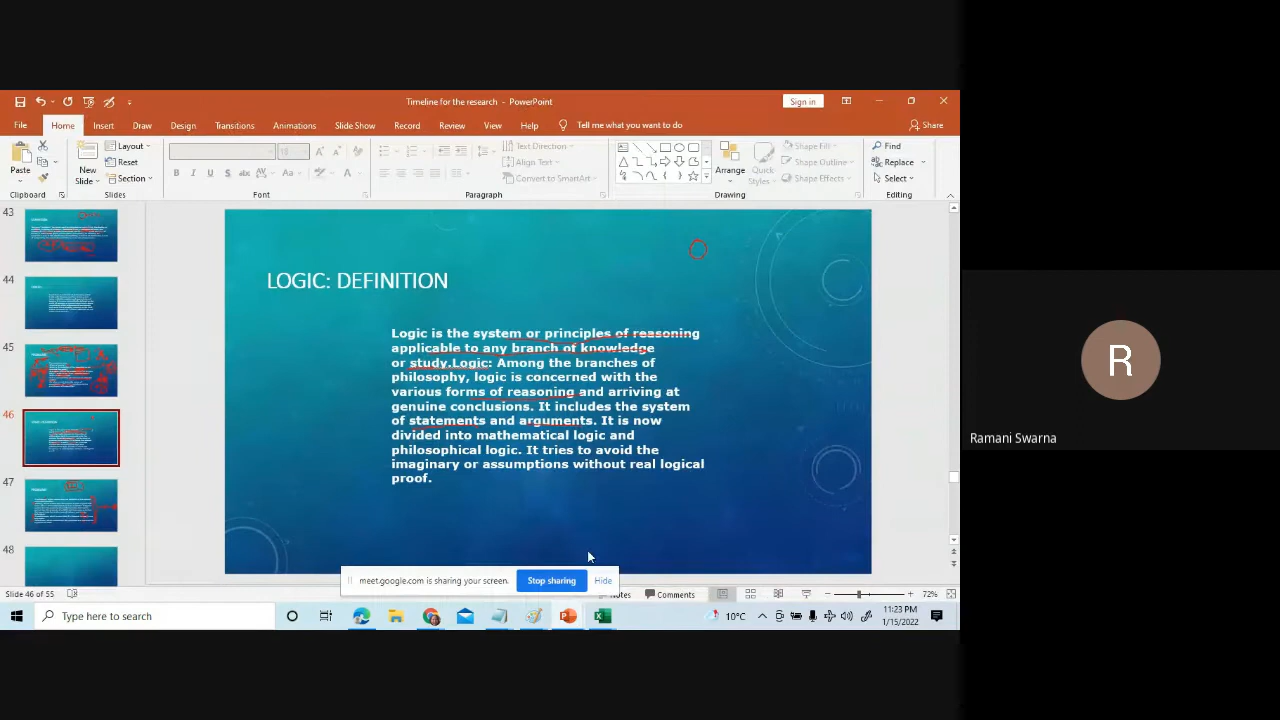 Timeline for the research - PowerPoint
Sign in
File Home Insert Draw Design Transitions Animations Slide Show Record Review View Help Tell me what you want to do Share
Paste
Clipboard
New
Slide
Layout
Reset
Section
Slides
Font
Paragraph
Text Direction
Align Text
Convert to SmartArt
Arrange
Quick
Styles
Shape Fill
Shape Outline
Shape Effects
Drawing
Find
Replace
Select
Editing
43
44
45
46
47
48
LOGIC: DEFINITION
Logic is the system or principles of reasoning
applicable to any branch of knowledge
or study.Logic: Among the branches of
philosophy, logic is concerned with the
various forms of reasoning and arriving at
genuine conclusions. It includes the system
of statements and arguments. It is now
divided into mathematical logic and
philosophical logic. It tries to avoid the
imaginary or assumptions without real logical
proof.
meet.google.com is sharing your screen.
Stop sharing
Hide
Slide 46 of 55
Comments
72%
Type here to search
10°C
11:23 PM
1/15/2022
R
Ramani Swarna